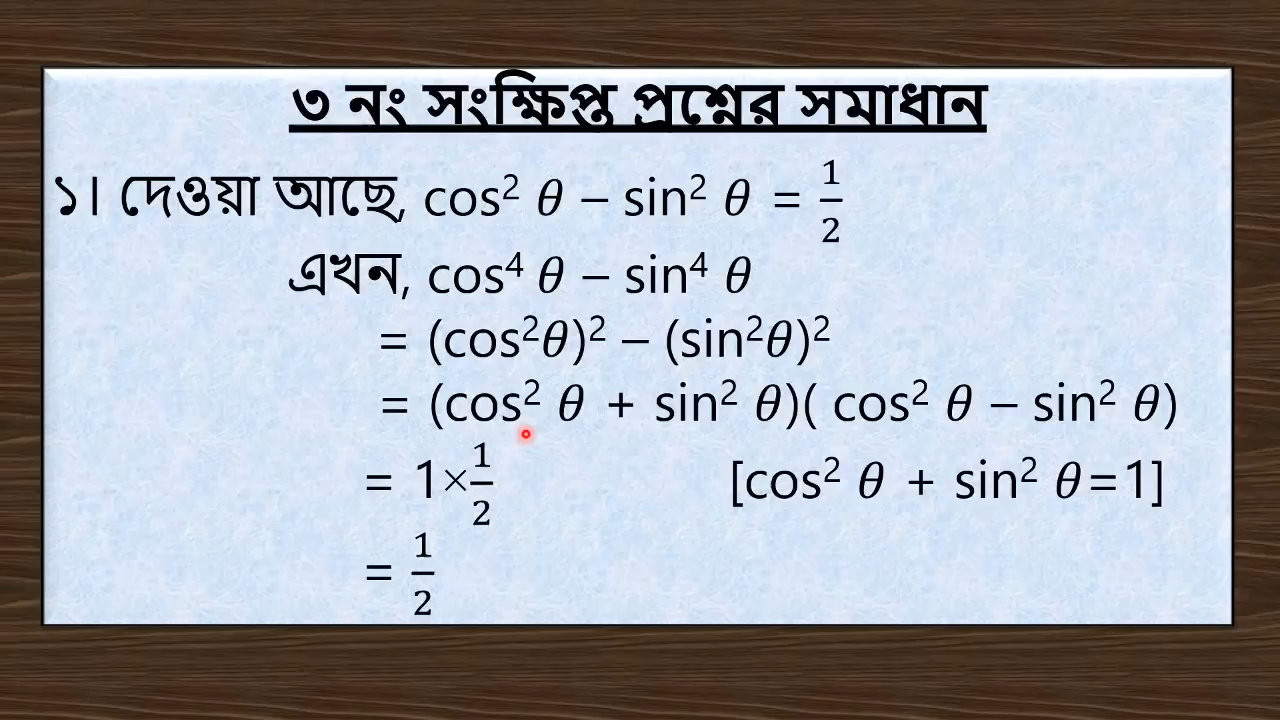 ৩ নং সংক্ষিপ্ত প্রশ্নের সমাধান
১। দেওয়া আছে, cos² θ – sin² θ = 1/2
এখন, cos⁴ θ – sin⁴ θ
= (cos²θ)² – (sin²θ)²
= (cos² θ + sin² θ)( cos² θ – sin² θ)
= 1×1/2 [cos² θ + sin² θ=1]
= 1/2